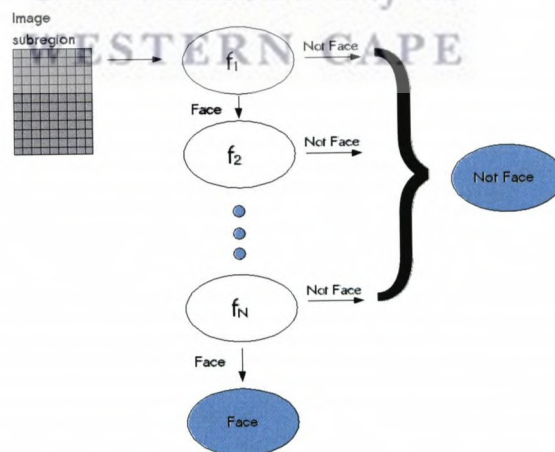 Image
subregion
WESTERN CAPE
f1
Not Face
Face
f2
Not Face
Not Face
fN
Not Face
Face
Face